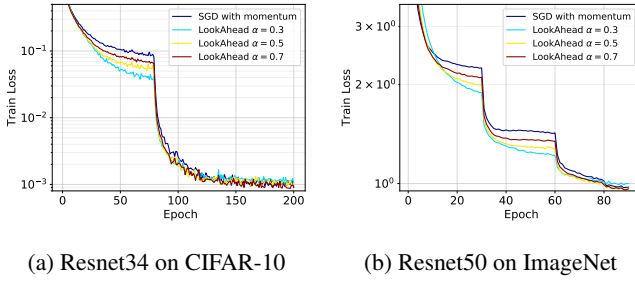 SGD with momentum
LookAhead α = 0.3
LookAhead α = 0.5
LookAhead α = 0.7
10⁻¹
10⁻²
10⁻³
Train Loss
0 50 100 150 200
Epoch
SGD with momentum
LookAhead α = 0.3
LookAhead α = 0.5
LookAhead α = 0.7
3 × 10⁰
2 × 10⁰
10⁰
Train Loss
0 20 40 60 80
Epoch
(a) Resnet34 on CIFAR-10
(b) Resnet50 on ImageNet